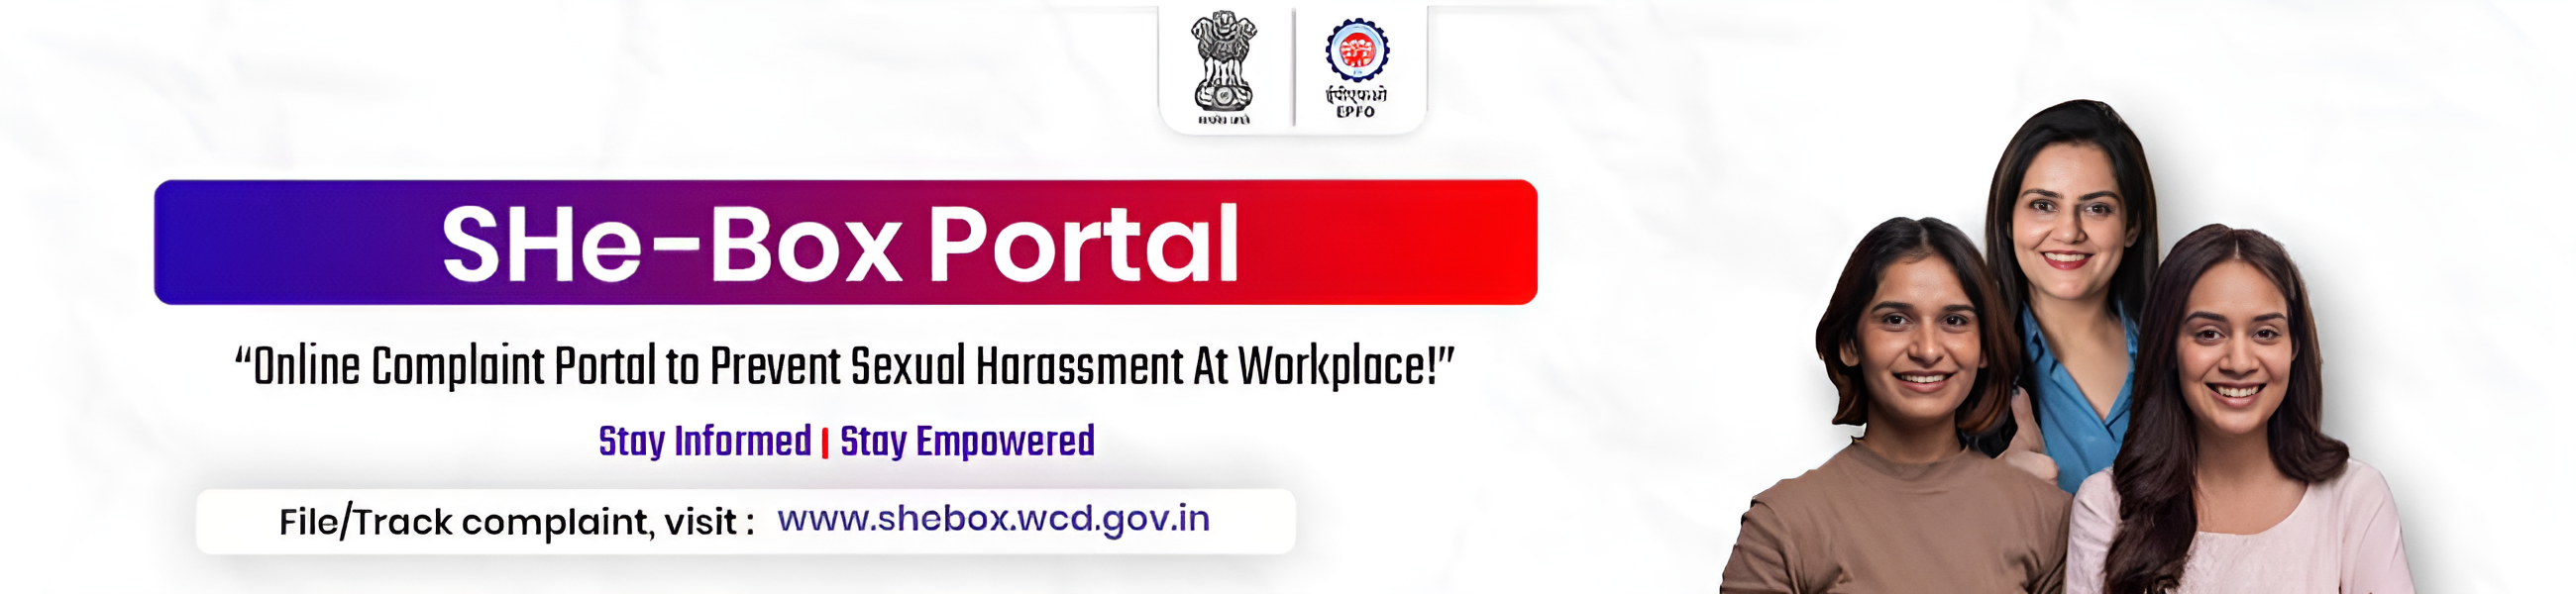 ईपीएफओ
EPFO
SHe-Box Portal
“Online Complaint Portal to Prevent Sexual Harassment At Workplace!”
Stay Informed | Stay Empowered
File/Track complaint, visit : www.shebox.wcd.gov.in